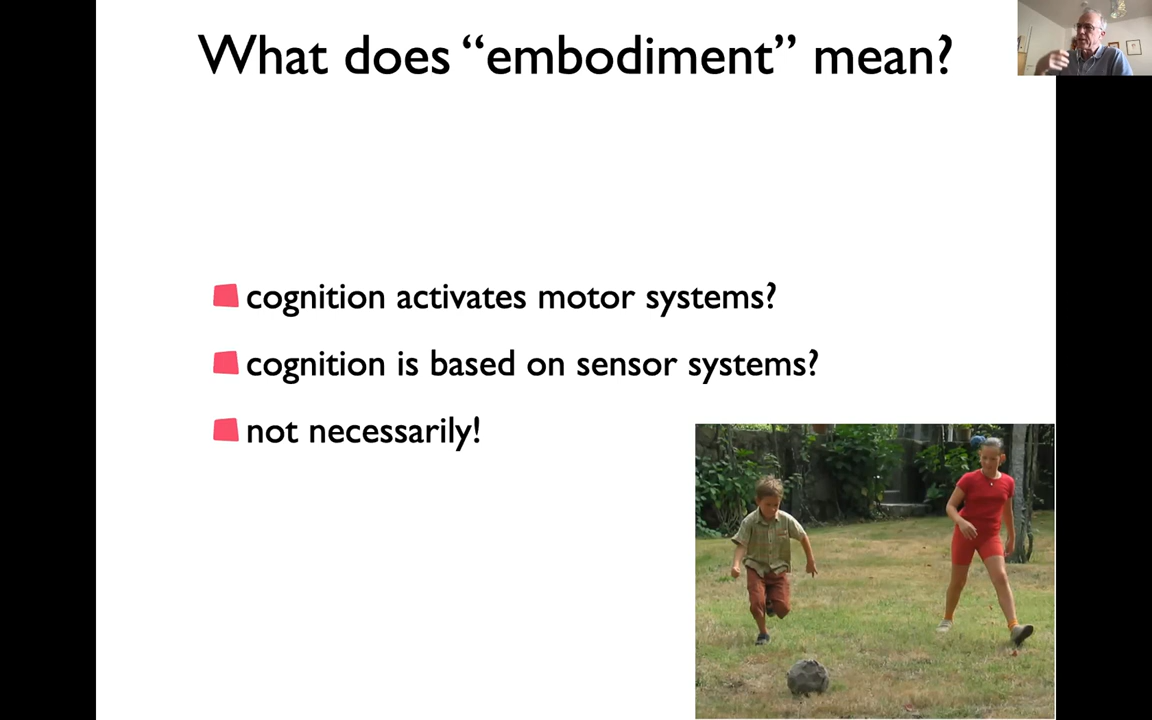 What does “embodiment” mean?
cognition activates motor systems?
cognition is based on sensor systems?
not necessarily!